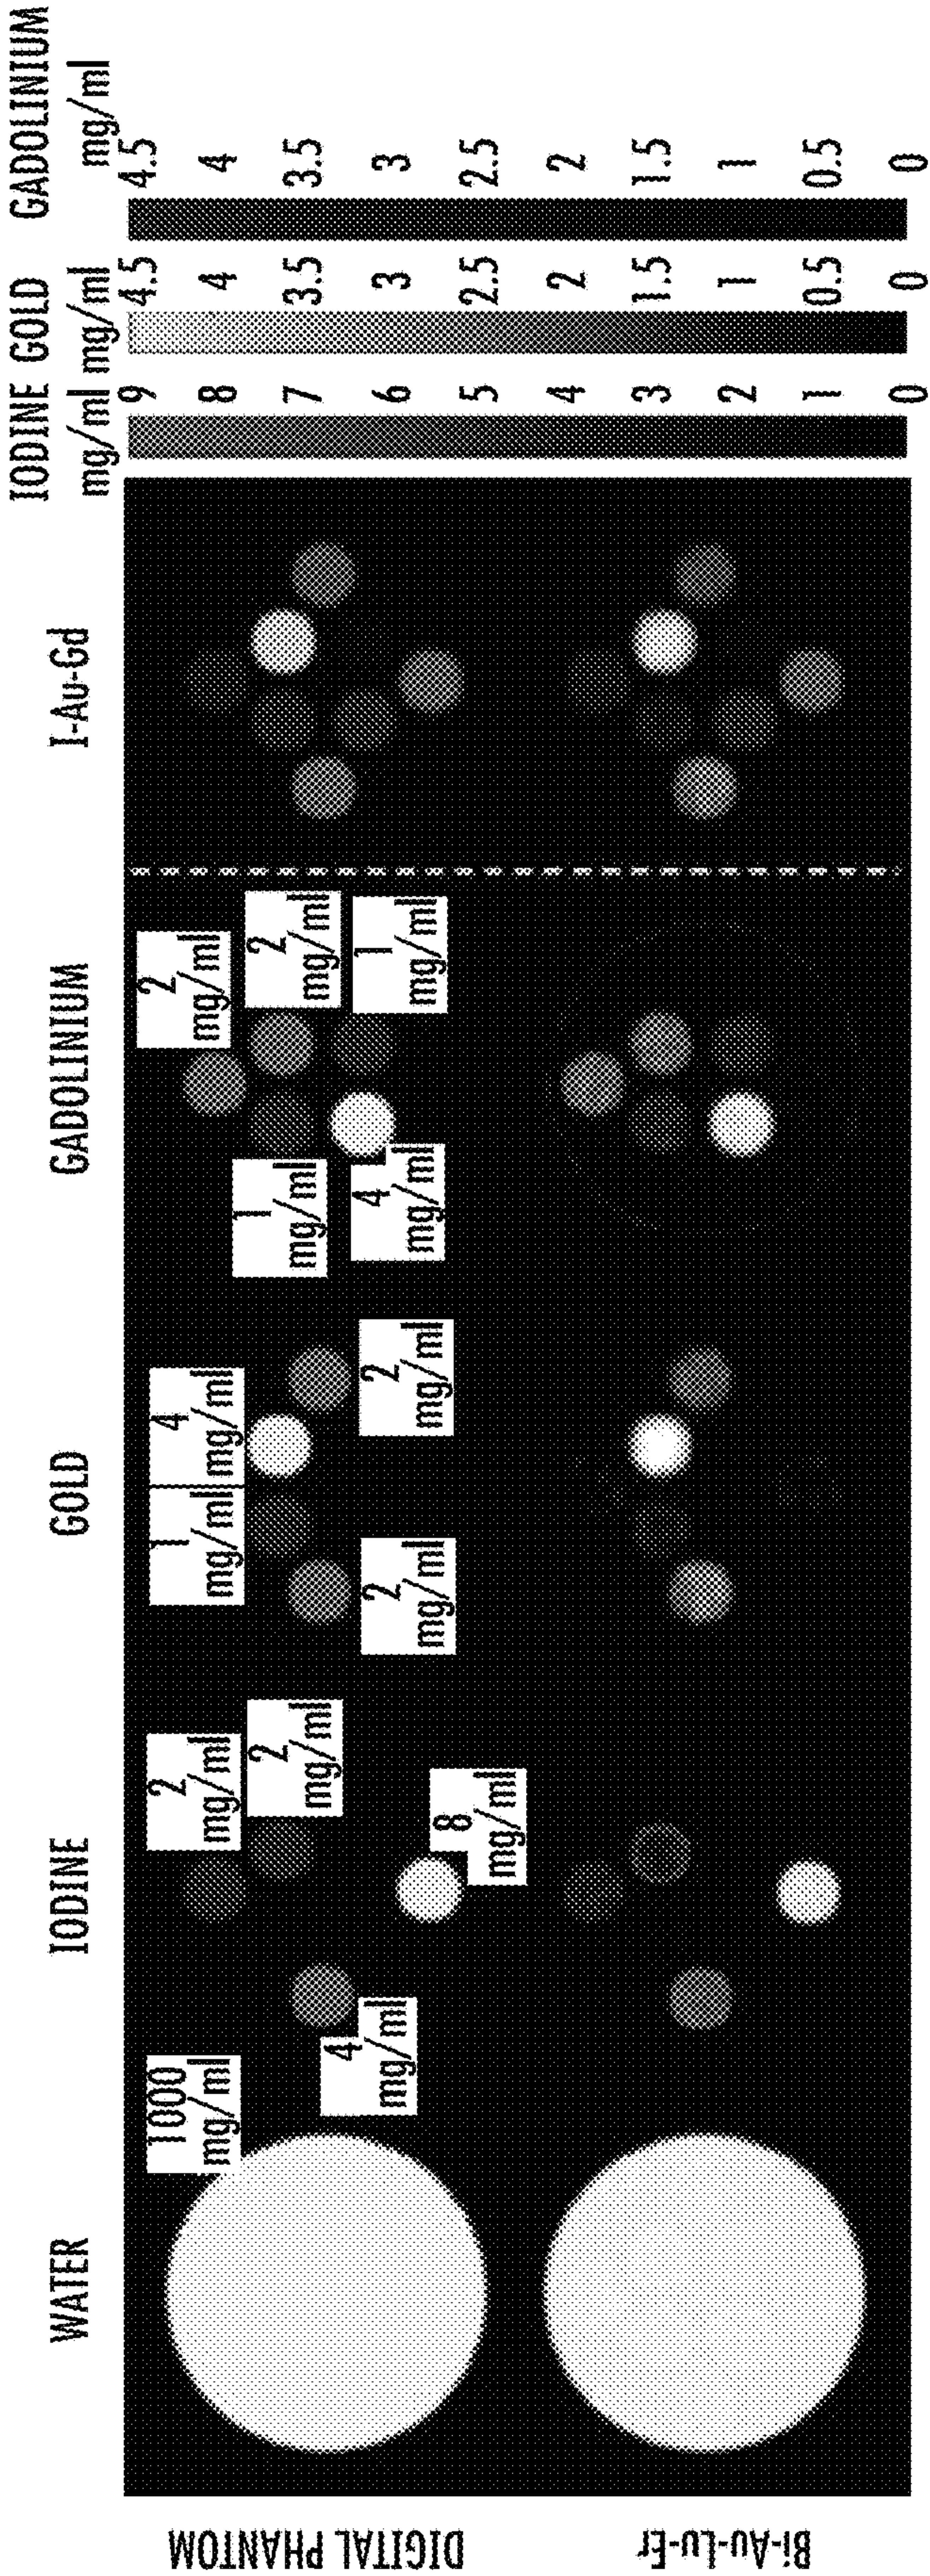 WATER
IODINE
GOLD
GADOLINIUM
I-Au-Gd
DIGITAL PHANTOM
1000
mg/ml
4
mg/ml
2
mg/ml
2
mg/ml
8
mg/ml
1
mg/ml
4
mg/ml
2
mg/ml
2
mg/ml
1
mg/ml
4
mg/ml
2
mg/ml
2
mg/ml
1
mg/ml
Bi-Au-Lu-Er
IODINE
mg/ml
9
8
7
6
5
4
3
2
1
0
GOLD
mg/ml
4.5
4
3.5
3
2.5
2
1.5
1
0.5
0
GADOLINIUM
mg/ml
4.5
4
3.5
3
2.5
2
1.5
1
0.5
0